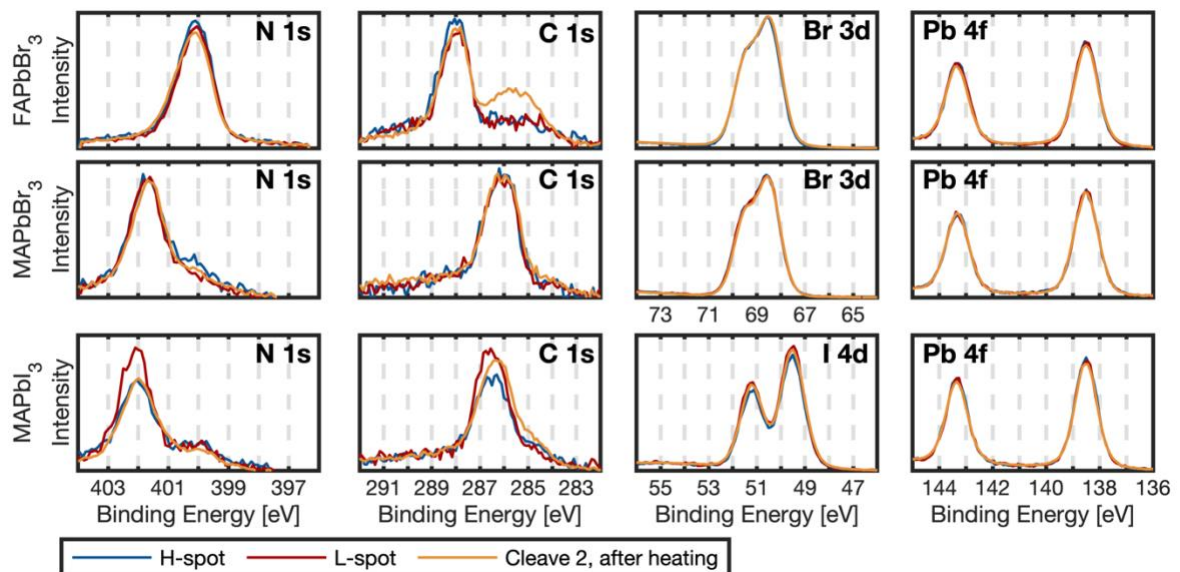 FAPbBr3
Intensity
N 1s
C 1s
Br 3d
Pb 4f
MAPbBr3
Intensity
N 1s
C 1s
Br 3d
Pb 4f
73 71 69 67 65
MAPbI3
Intensity
N 1s
C 1s
I 4d
Pb 4f
403 401 399 397 291 289 287 285 283 55 53 51 49 47 144 142 140 138 136
Binding Energy [eV] Binding Energy [eV] Binding Energy [eV] Binding Energy [eV]
H-spot L-spot Cleave 2, after heating